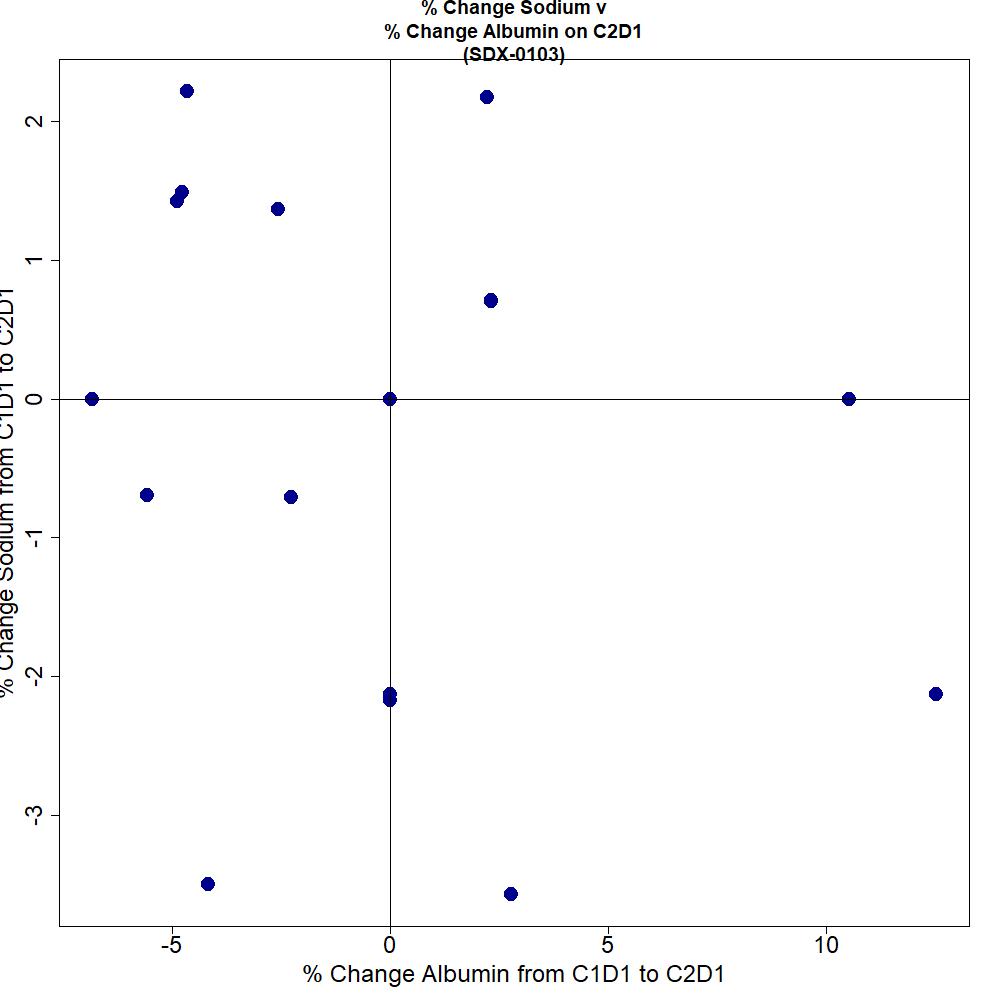 % Change Sodium v
% Change Albumin on C2D1
(SDX-0103)
% Change Sodium from C1D1 to C2D1
2
1
0
-1
-2
-3
-5
0
5
10
% Change Albumin from C1D1 to C2D1